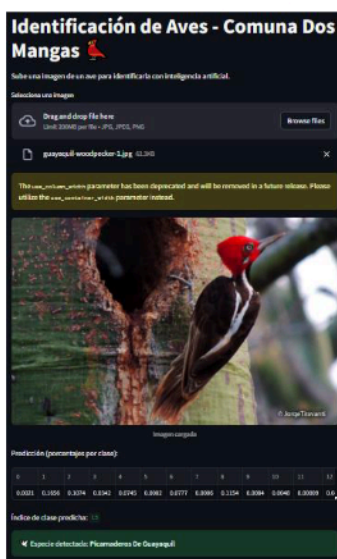 Identificación de Aves - Comuna Dos
Mangas
Sube una imagen de un ave para identificarla con inteligencia artificial.
Selecciona una imagen
Drag and drop file here
Limit 200MB per file • JPG, JPEG, PNG
Browse files
guayaquil-woodpecker-1.jpg
The use_column_width parameter has been deprecated and will be removed in a future release. Please
utilize the use_container_width parameter instead.
Imagen cargada
Predicción (porcentajes por clase):
0 1 2 3 4 5 6 7 8 9 10 11 12
Índice de clase predicha:
Especie detectada: Picamaderos De Guayaquil